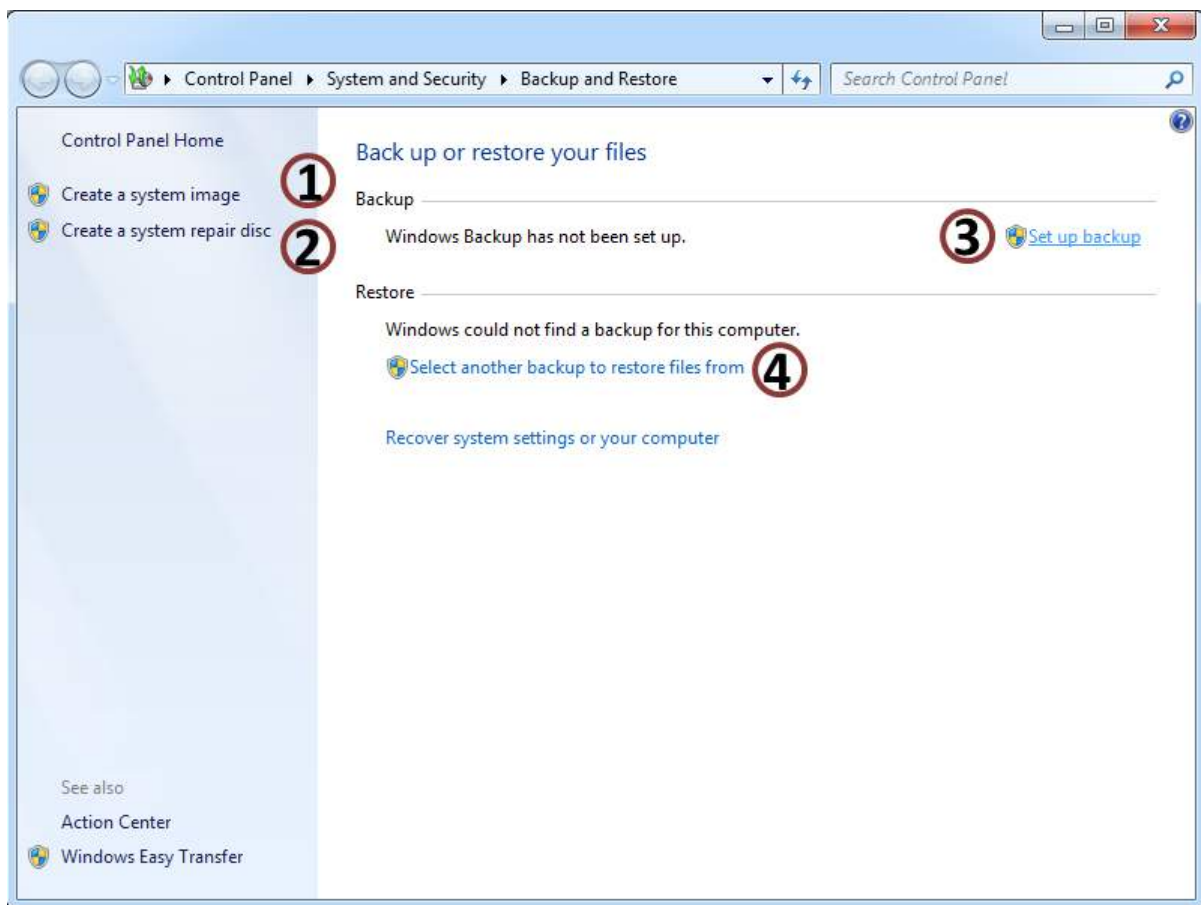 Control Panel ▸ System and Security ▸ Backup and Restore
Search Control Panel
Control Panel Home
Create a system image
1
Create a system repair disc
2
Back up or restore your files
Backup
Windows Backup has not been set up.
3
Set up backup
Restore
Windows could not find a backup for this computer.
Select another backup to restore files from
4
Recover system settings or your computer
See also
Action Center
Windows Easy Transfer